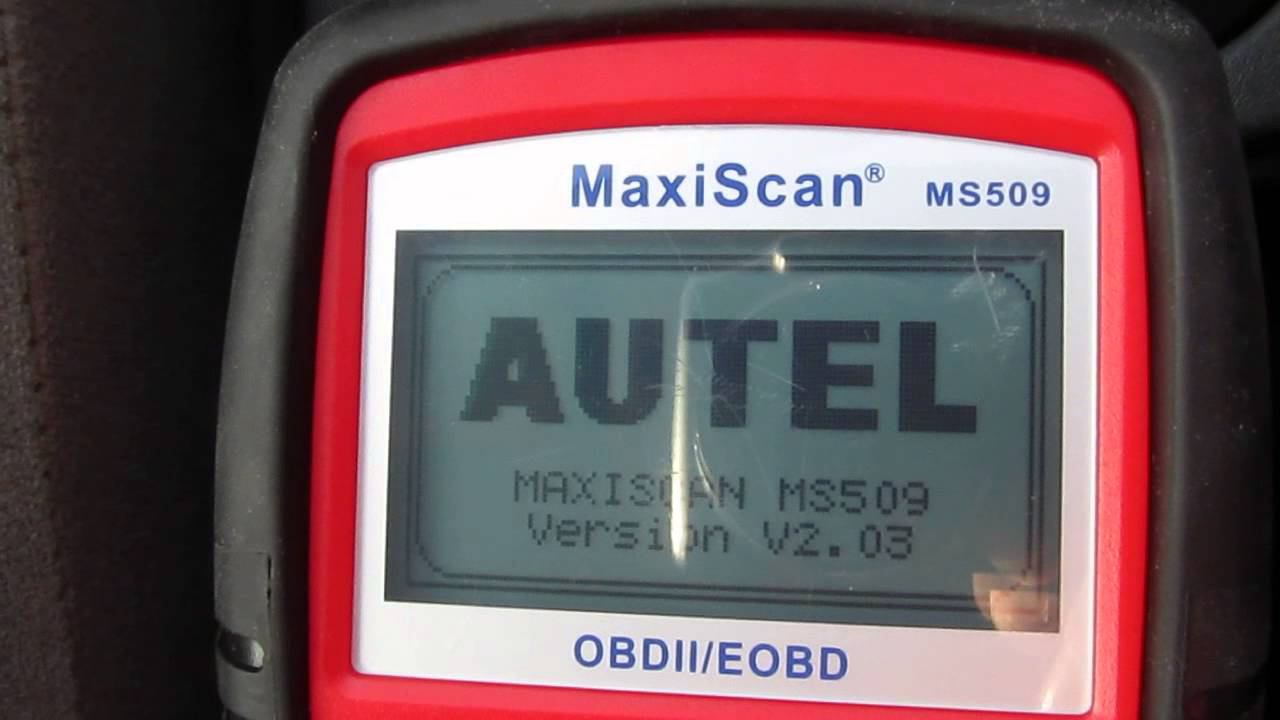 MaxiScan® MS509
AUTEL
MAXISCAN MS509
Version V2.03
OBDII/EOBD